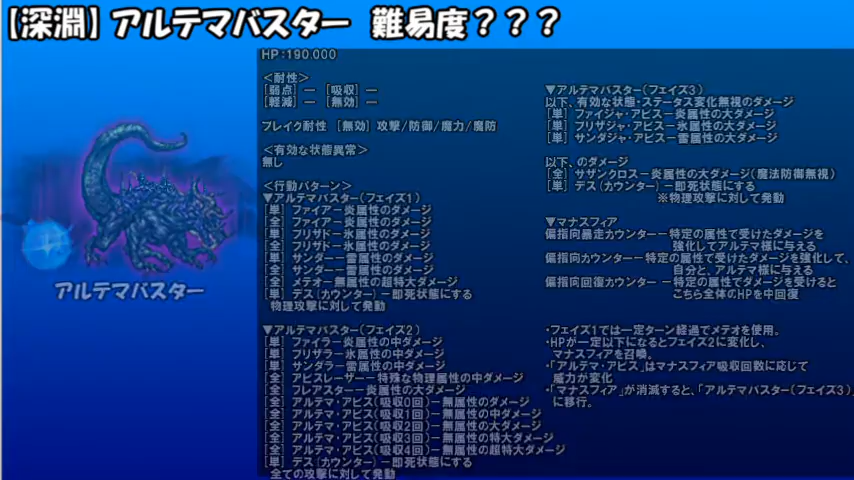 【深淵】アルテマバスター 難易度？？？
HP:190.000
＜耐性＞
[弱点] ー [吸収] ー
[軽減] ー [無効] ー
ブレイク耐性 [無効] 攻撃/防御/魔力/魔防
＜有効な状態異常＞
無し
＜行動パターン＞
▼アルテマバスター(フェイズ1)
[単] ファイアー炎属性のダメージ
[全] ファイアー炎属性のダメージ
[単] ブリザドー氷属性のダメージ
[全] ブリザドー氷属性のダメージ
[単] サンダー雷属性のダメージ
[全] サンダー雷属性のダメージ
[全] メテオー無属性の超特大ダメージ
[単] デス(カウンター)ー即死状態にする
物理攻撃に対して発動
▼アルテマバスター(フェイズ2)
[単] ファイラー炎属性の中ダメージ
[単] ブリザラー氷属性の中ダメージ
[単] サンダラー雷属性の中ダメージ
[全] アビスレーザーー特殊な物理属性の中ダメージ
[全] フレアスターー炎属性の大ダメージ
[全] アルテマ・アビス(吸収0回)ー無属性のダメージ
[全] アルテマ・アビス(吸収1回)ー無属性の中ダメージ
[全] アルテマ・アビス(吸収2回)ー無属性の大ダメージ
[全] アルテマ・アビス(吸収3回)ー無属性の特大ダメージ
[全] アルテマ・アビス(吸収4回)ー無属性の超特大ダメージ
[単] デス(カウンター)ー即死状態にする
全ての攻撃に対して発動
▼アルテマバスター(フェイズ3)
以下、有効な状態・ステータス変化無視のダメージ
[単] ファイジャ・アビスー炎属性の大ダメージ
[単] ブリザジャ・アビスー氷属性の大ダメージ
[単] サンダジャ・アビスー雷属性の大ダメージ
以下、のダメージ
[全] サザンクロスー炎属性の大ダメージ(魔法防御無視)
[単] デス(カウンター)ー即死状態にする
※物理攻撃に対して発動
▼マナスフィア
偏指向暴走カウンターー特定の属性で受けたダメージを
強化してアルテマ様に与える
偏指向カウンターー特定の属性で受けたダメージを強化して、
自分と、アルテマ様に与える
偏指向回復カウンター ー特定の属性でダメージを受けると
こちら全体のHPを中回復
・フェイズ1では一定ターン経過でメテオを使用。
・HPが一定以下になるとフェイズ2に変化し、
マナスフィアを召喚。
・「アルテマ・アビス」はマナスフィア吸収回数に応じて
威力が変化
・「マナスフィア」が消滅すると、「アルテマバスター(フェイズ3)」
に移行。
アルテマバスター